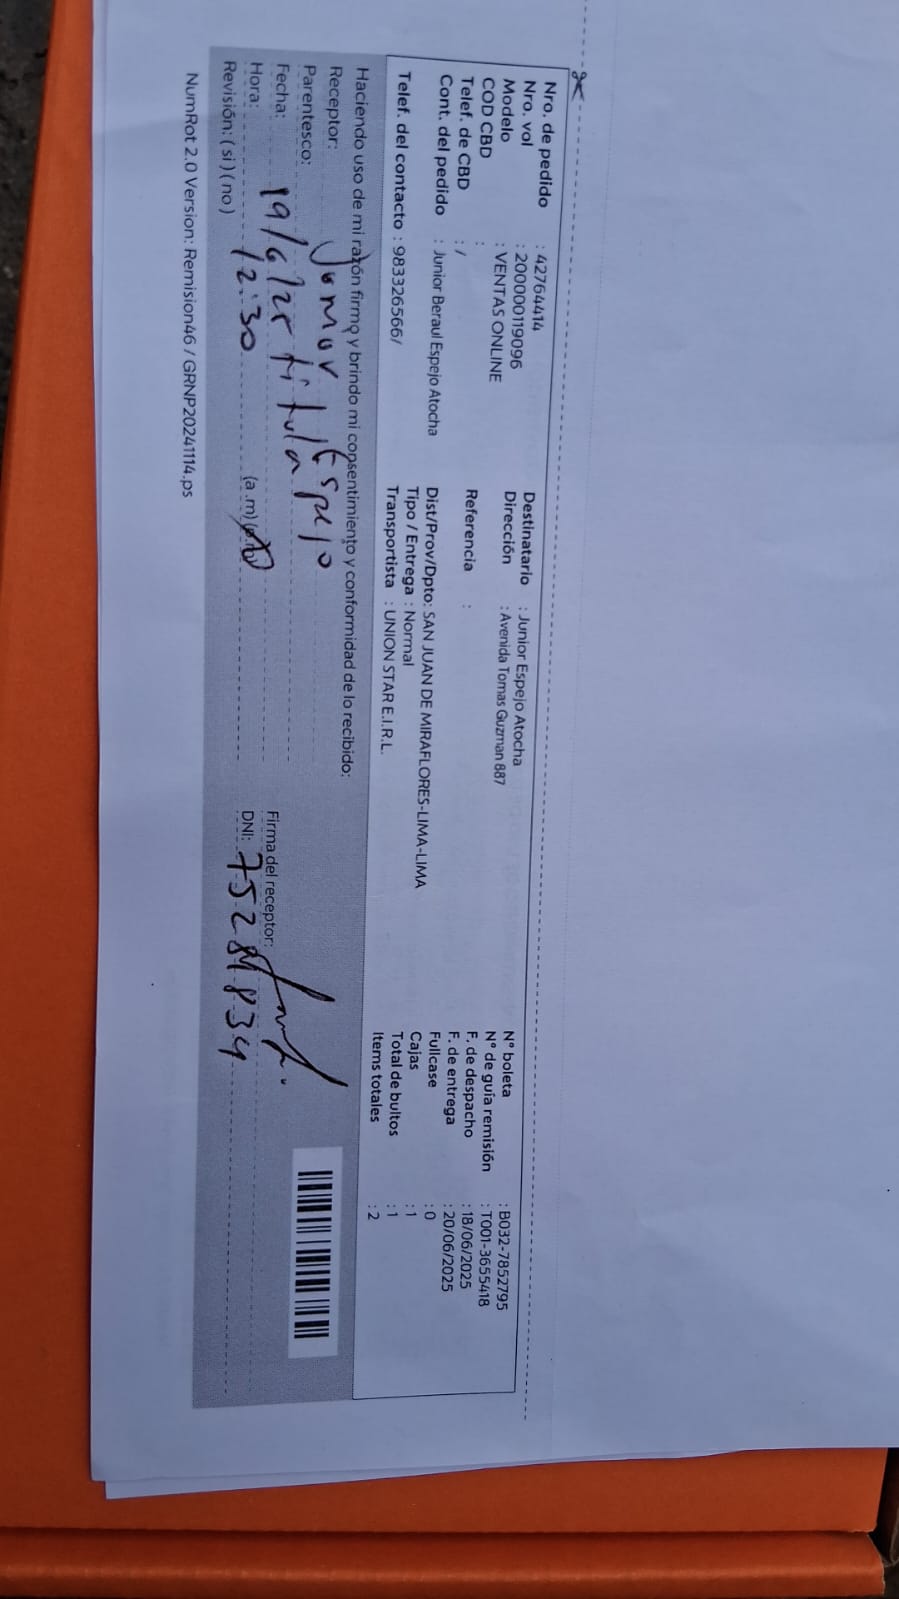 Nro. de pedido : 42764414
Nro. vol : 200000119096
Modelo : VENTAS ONLINE
COD CBD :
Telef. de CBD : /
Cont. del pedido : Junior Beraul Espejo Atocha
Telef. del contacto : 983326566/
Destinatario : Junior Espejo Atocha
Dirección : Avenida Tomas Guzman 887
Referencia :
Dist/Prov/Dpto: SAN JUAN DE MIRAFLORES-LIMA-LIMA
Tipo / Entrega : Normal
Transportista : UNION STAR E.I.R.L.
N° boleta : B032-7852795
N° de guía remisión : T001-3655418
F. de despacho : 18/06/2025
F. de entrega : 20/06/2025
Fullcase : 0
Cajas : 1
Total de bultos : 1
Items totales : 2
Haciendo uso de mi razón firmo y brindo mi consentimiento y conformidad de lo recibido:
Receptor: Espejo
Parentesco: titula
Fecha: 19/6/25
Hora: 12:30 (a.m) (p.m)
Revisión: ( si ) ( no )
Firma del receptor:
DNI:
NumRot 2.0 Version: Remision46 / GRNP20241114.ps